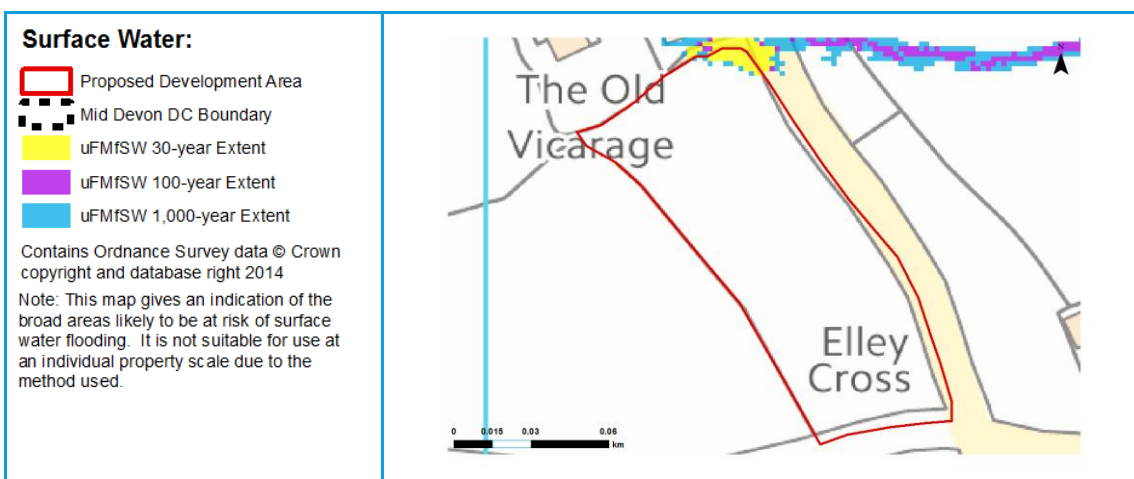 Surface Water:
Proposed Development Area
Mid Devon DC Boundary
uFMfSW 30-year Extent
uFMfSW 100-year Extent
uFMfSW 1,000-year Extent
Contains Ordnance Survey data © Crown
copyright and database right 2014
Note: This map gives an indication of the
broad areas likely to be at risk of surface
water flooding. It is not suitable for use at
an individual property scale due to the
method used.
N
The Old
Vicarage
Elley
Cross
0 0.015 0.03 0.06
km